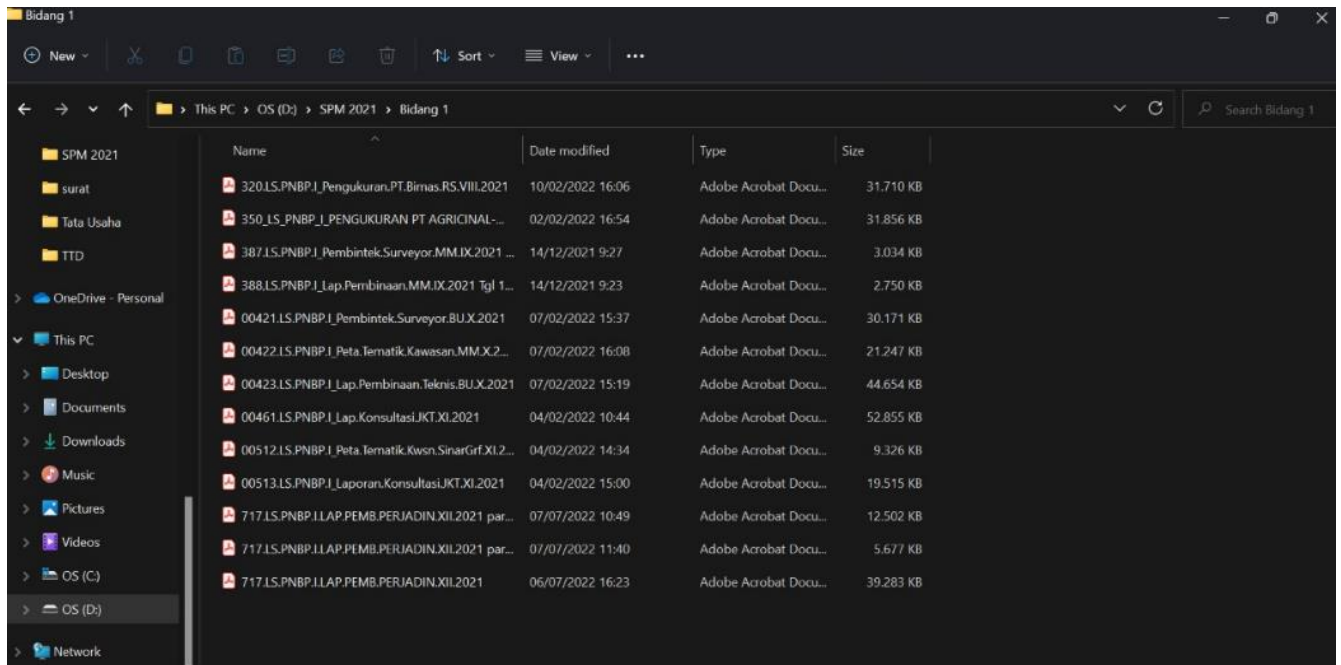 Bidang 1
New Sort View
This PC > OS (D:) > SPM 2021 > Bidang 1 Search Bidang 1
SPM 2021
surat
Tata Usaha
TTD
OneDrive - Personal
This PC
Desktop
Documents
Downloads
Music
Pictures
Videos
OS (C:)
OS (D:)
Network
Name Date modified Type Size
320.LS.PNBP.I_Pengukuran.PT.Bimas.RS.VIII.2021 10/02/2022 16:06 Adobe Acrobat Docu... 31.710 KB
350_LS_PNBP_I_PENGUKURAN PT AGRICINAL-... 02/02/2022 16:54 Adobe Acrobat Docu... 31.856 KB
387.LS.PNBP.I_Pembintek.Surveyor.MM.IX.2021 ... 14/12/2021 9:27 Adobe Acrobat Docu... 3.034 KB
388.LS.PNBP.I_Lap.Pembinaan.MM.IX.2021 Tgl 1... 14/12/2021 9:23 Adobe Acrobat Docu... 2.750 KB
00421.LS.PNBP.I_Pembintek.Surveyor.BU.X.2021 07/02/2022 15:37 Adobe Acrobat Docu... 30.171 KB
00422.LS.PNBP.I_Peta.Tematik.Kawasan.MM.X.2... 07/02/2022 16:08 Adobe Acrobat Docu... 21.247 KB
00423.LS.PNBP.I_Lap.Pembinaan.Teknis.BU.X.2021 07/02/2022 15:19 Adobe Acrobat Docu... 44.654 KB
00461.LS.PNBP.I_Lap.Konsultasi.JKT.XI.2021 04/02/2022 10:44 Adobe Acrobat Docu... 52.855 KB
00512.LS.PNBP.I_Peta.Tematik.Kwsn.SinarGrf.XI.2... 04/02/2022 14:34 Adobe Acrobat Docu... 9.326 KB
00513.LS.PNBP.I_Laporan.Konsultasi.JKT.XI.2021 04/02/2022 15:00 Adobe Acrobat Docu... 19.515 KB
717.LS.PNBP.I.LAP.PEMB.PERJADIN.XII.2021 par... 07/07/2022 10:49 Adobe Acrobat Docu... 12.502 KB
717.LS.PNBP.I.LAP.PEMB.PERJADIN.XII.2021 par... 07/07/2022 11:40 Adobe Acrobat Docu... 5.677 KB
717.LS.PNBP.I.LAP.PEMB.PERJADIN.XII.2021 06/07/2022 16:23 Adobe Acrobat Docu... 39.283 KB